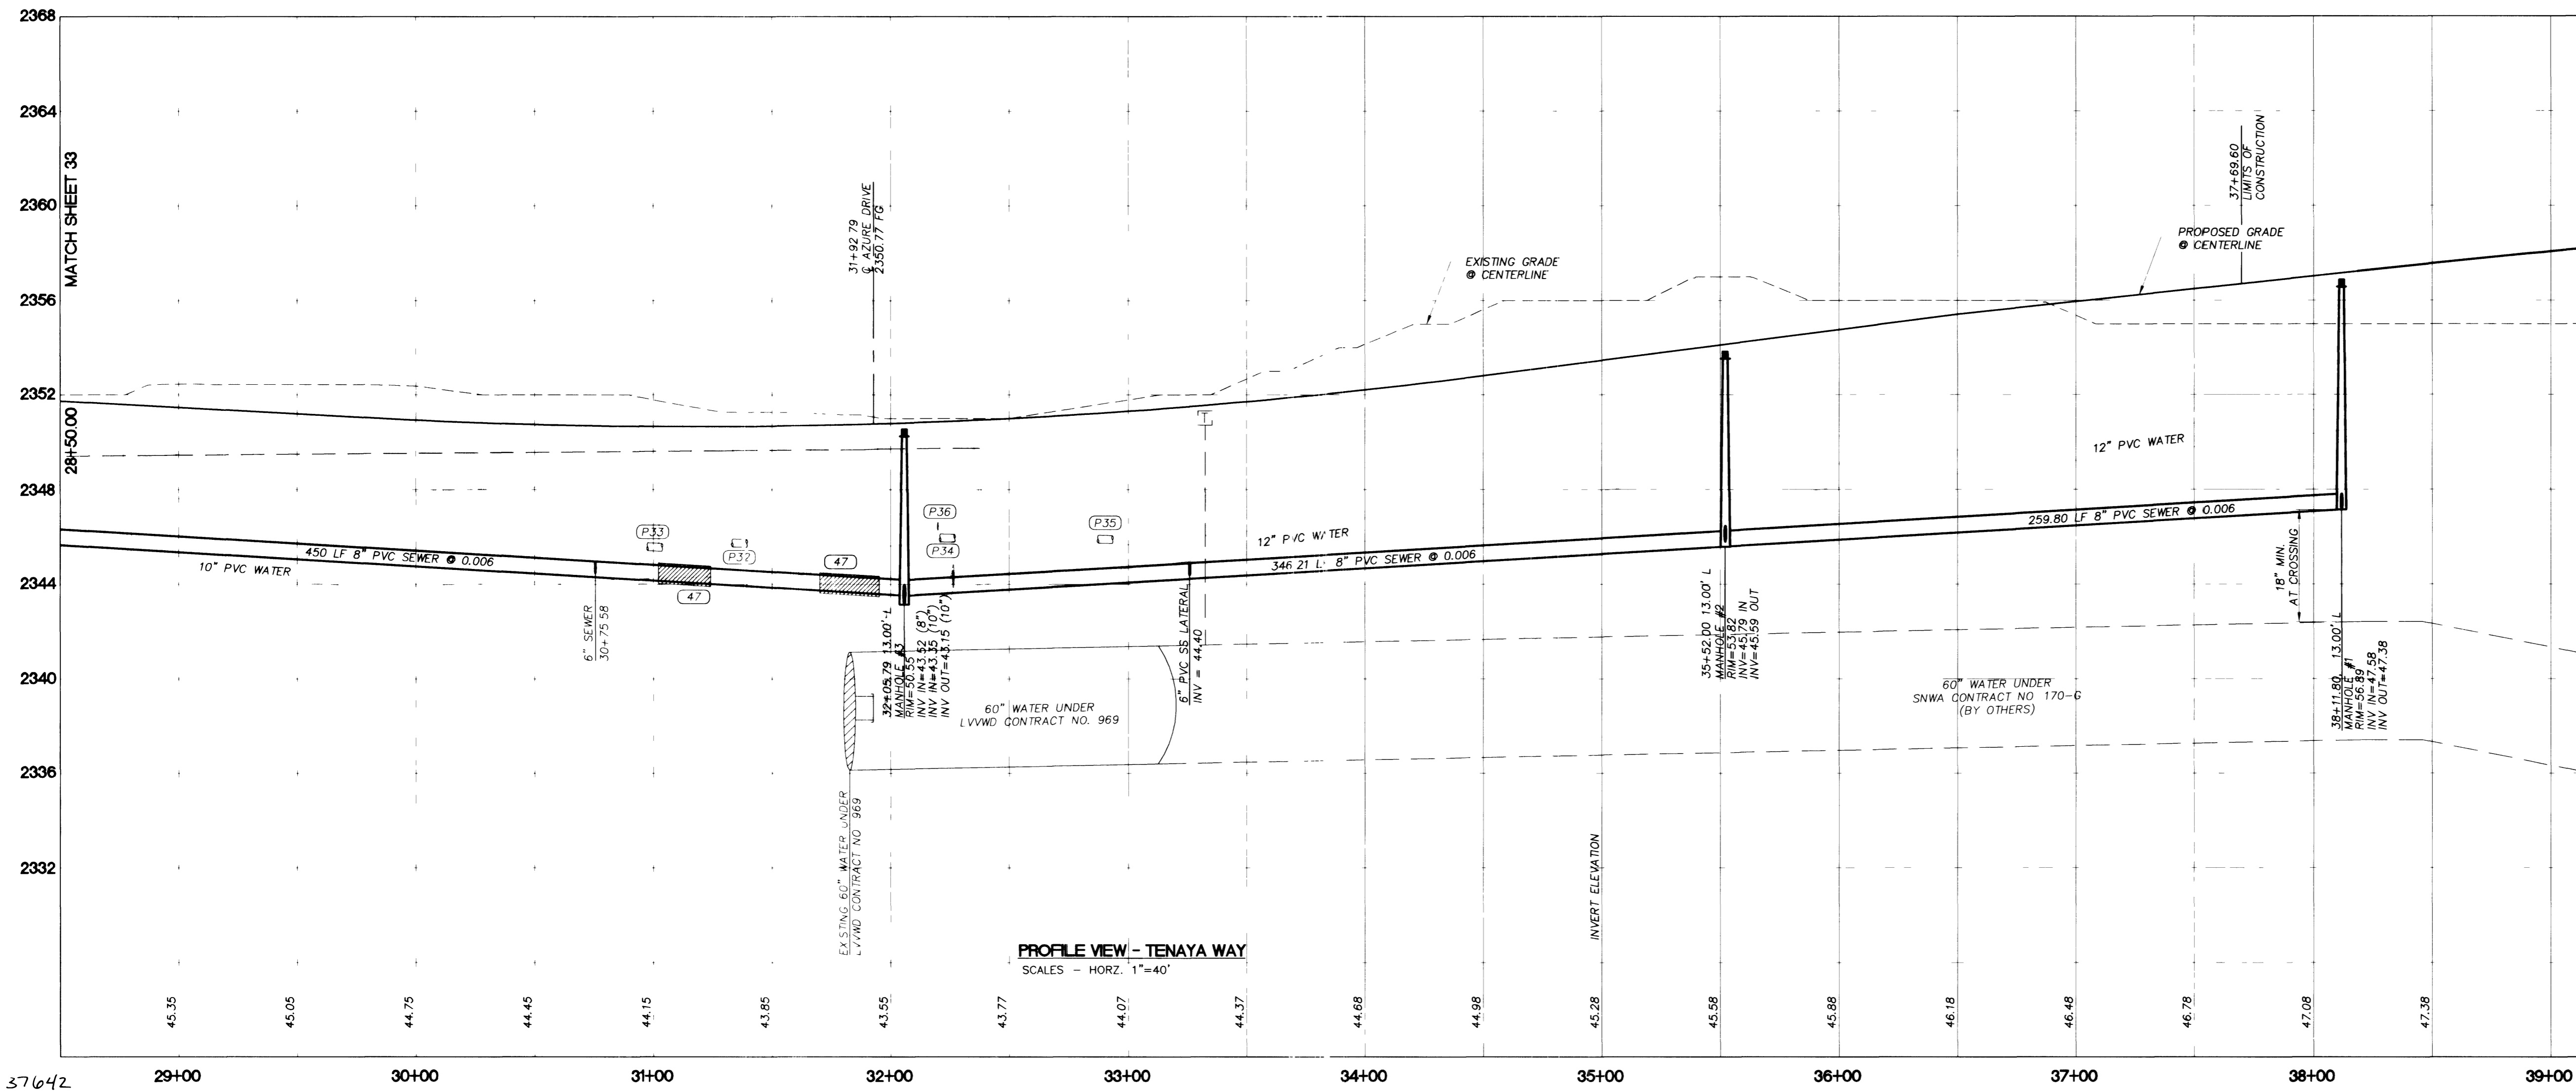 2368
2364
2360
2356
2352
2348
2344
2340
2336
2332
MATCH SHEET 33
28+50.00
31+92 79
℄ AZURE DRIVE
2350.77 FG
EXISTING GRADE
@ CENTERLINE
37+69.60
LIMITS OF
CONSTRUCTION
PROPOSED GRADE
@ CENTERLINE
450 LF 8" PVC SEWER @ 0.006
10" PVC WATER
6" SEWER
30+75 58
P33
P37
47
47
P36
P34
P35
32+05.79 13.00'-L
MANHOLE #3
RIM=50.55
INV IN=43.52 (8")
INV IN=43.35 (10")
INV OUT=43.15 (10")
12" PVC WATER
346 21 L 8" PVC SEWER @ 0.006
6" PVC SS LATERAL
INV = 44.40
60" WATER UNDER
LVVWD CONTRACT NO. 969
EXISTING 60" WATER UNDER
LVVWD CONTRACT NO 969
35+52.00 13.00' L
MANHOLE #2
RIM=53.82
INV=45.79 IN
INV=45.59 OUT
12" PVC WATER
259.80 LF 8" PVC SEWER @ 0.006
18" MIN.
AT CROSSING
60" WATER UNDER
SNWA CONTRACT NO 170-G
(BY OTHERS)
38+11.80, 13.00' L
MANHOLE #1
RIM=56.89
INV IN=47.58
INV OUT=47.38
INVERT ELEVATION
PROFILE VIEW - TENAYA WAY
SCALES - HORZ. 1"=40'
45.35
45.05
44.75
44.45
44.15
43.85
43.55
43.77
44.07
44.37
44.68
44.98
45.28
45.58
45.88
46.18
46.48
46.78
47.08
47.38
37642
29+00
30+00
31+00
32+00
33+00
34+00
35+00
36+00
37+00
38+00
39+00